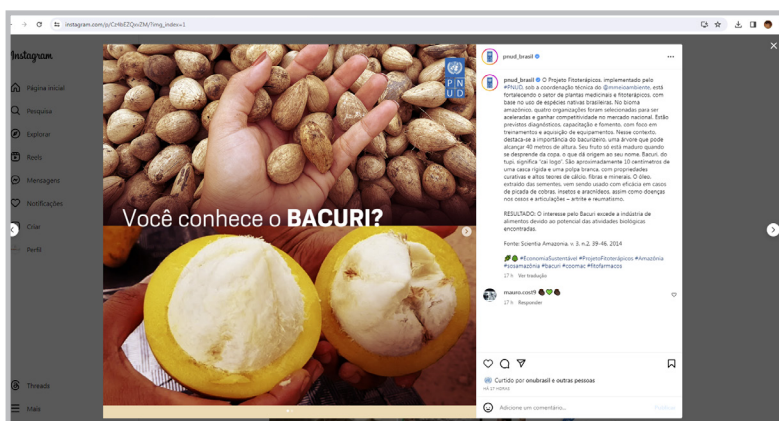 instagram.com/p/CzHbEZQxvZM/?img_index=1
Instagram
Página inicial
Pesquisa
Explorar
Reels
Mensagens
Notificações
Criar
Perfil
Threads
Mais
PN
UD
Você conhece o BACURI?
pnud_brasil
pnud_brasil O Projeto Fitoterápicos, implementado pelo
#PNUD, sob a coordenação técnica do @mmeioambiente, está
fortalecendo o setor de plantas medicinais e fitoterápicos, com
base no uso de espécies nativas brasileiras. No bioma
amazônico, quatro organizações foram selecionadas para ser
aceleradas e ganhar competitividade no mercado nacional. Estão
previstos diagnósticos, capacitação e fomento, com foco em
treinamentos e aquisição de equipamentos. Nesse contexto,
destaca-se a importância do bacurizeiro, uma árvore que pode
alcançar 40 metros de altura. Seu fruto só está maduro quando
se desprende da copa, o que dá origem ao seu nome. Bacuri, do
tupi, significa "cai logo". São aproximadamente 10 centímetros de
uma casca rígida e uma polpa branca, com propriedades
curativas e altos teores de cálcio, fibras e minerais. O óleo,
extraído das sementes, vem sendo usado com eficácia em casos
de picada de cobras, insetos e aracnídeos, assim como doenças
nos ossos e articulações – artrite e reumatismo.
RESULTADO: O interesse pelo Bacuri excede a indústria de
alimentos devido ao potencial das atividades biológicas
encontradas.
Fonte: Scientia Amazonia, v. 3, n.2, 39-46, 2014
#EconomiaSustentável #ProjetoFitoterápicos #Amazônia
#sosamazônia #bacuri #coomac #fitofarmacos
17 h Ver tradução
mauro.cost9
17 h Responder
Curtido por onubrasil e outras pessoas
HÁ 17 HORAS
Adicione um comentário...
Publicar